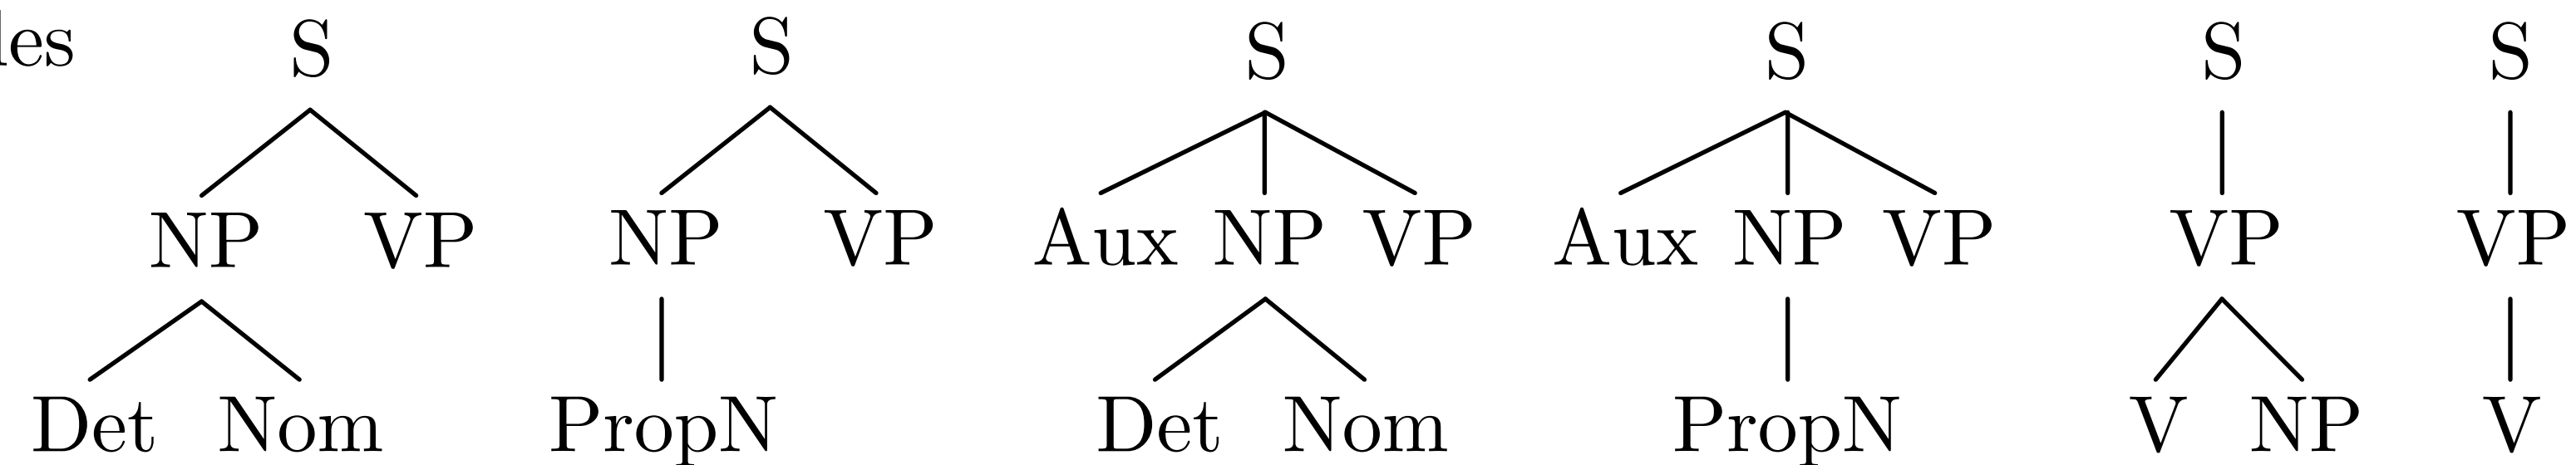 S S S S S S
NP VP NP VP Aux NP VP Aux NP VP VP VP
Det Nom PropN Det Nom PropN V NP V